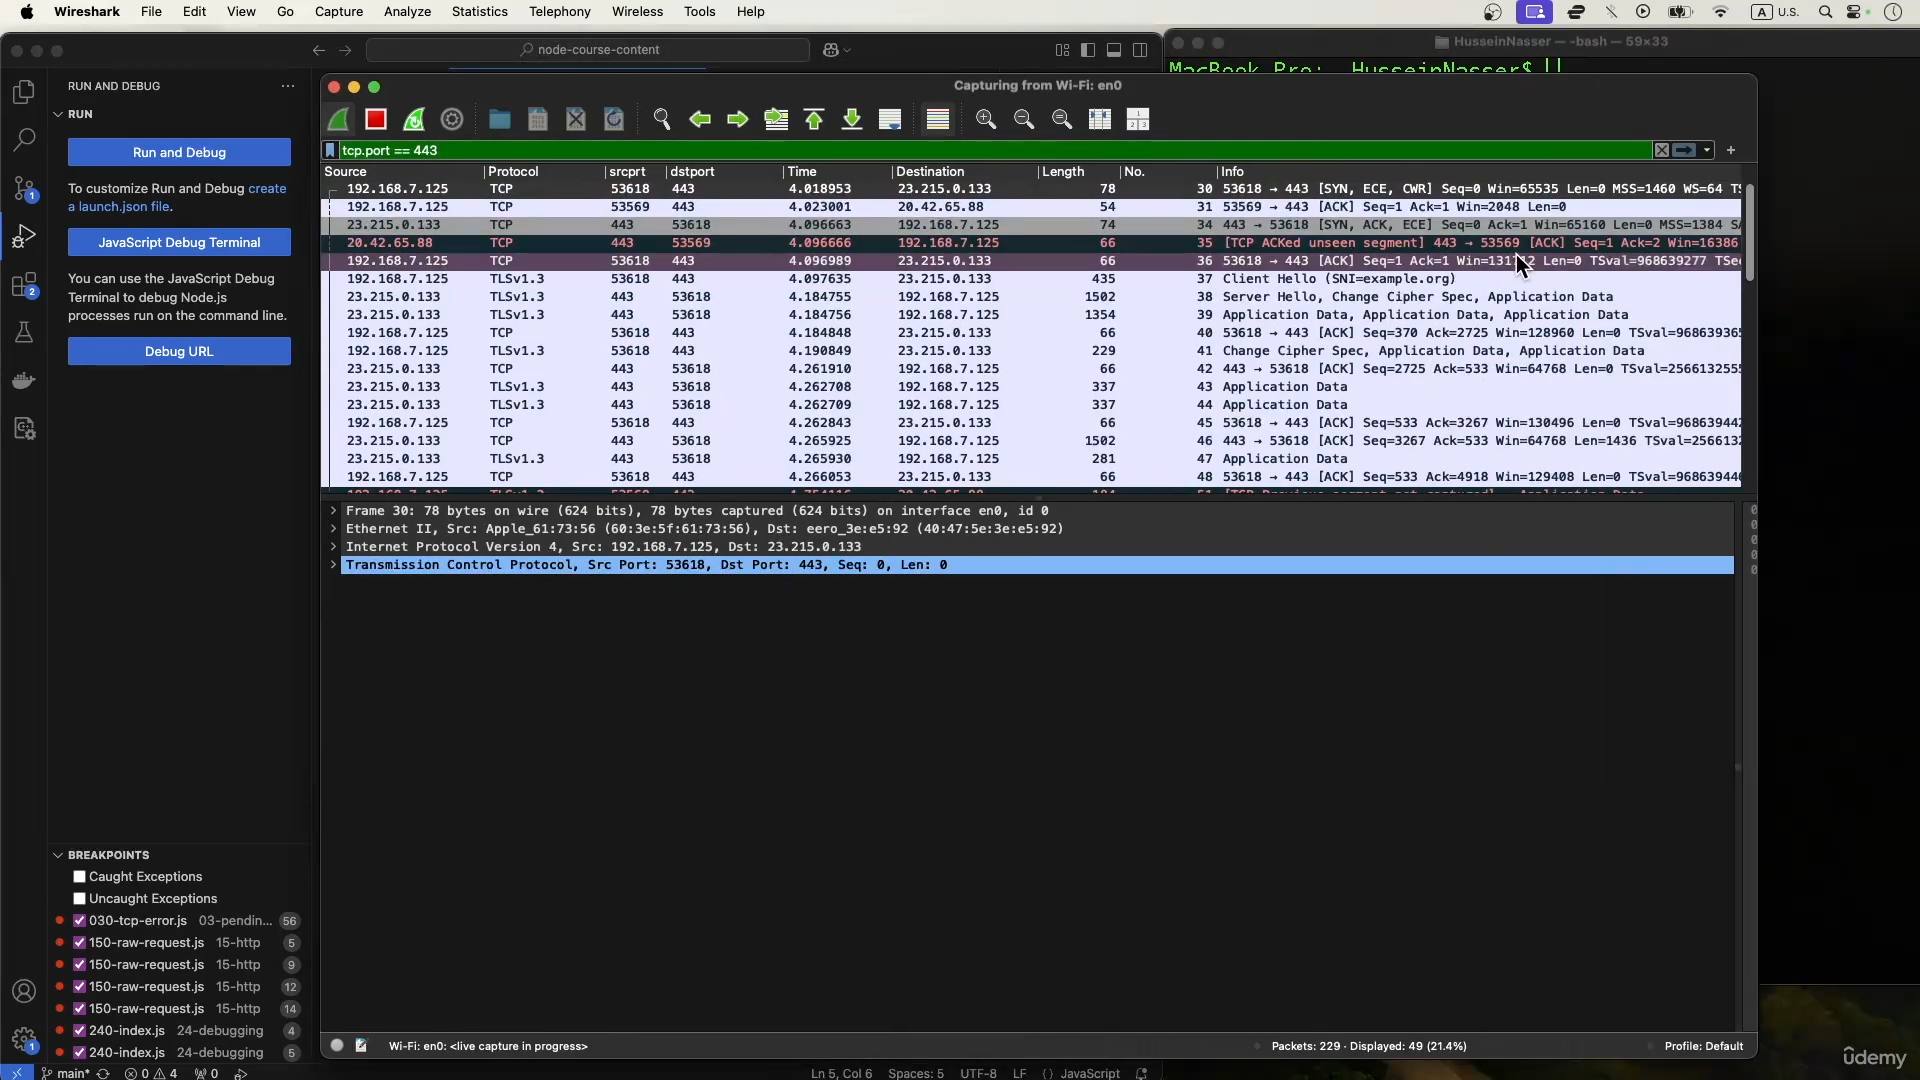 Wireshark File Edit View Go Capture Analyze Statistics Telephony Wireless Tools Help A U.S.
node-course-content
HusseinNasser — -bash — 59×33
MacBook Pro: HusseinNasser$
RUN AND DEBUG
RUN
Run and Debug
To customize Run and Debug create
a launch.json file.
JavaScript Debug Terminal
You can use the JavaScript Debug
Terminal to debug Node.js
processes run on the command line.
Debug URL
1
2
Capturing from Wi-Fi: en0
tcp.port == 443
Source Protocol srcprt dstport Time Destination Length No. Info
192.168.7.125 TCP 53618 443 4.018953 23.215.0.133 78 30 53618 → 443 [SYN, ECE, CWR] Seq=0 Win=65535 Len=0 MSS=1460 WS=64
192.168.7.125 TCP 53569 443 4.023001 20.42.65.88 54 31 53569 → 443 [ACK] Seq=1 Ack=1 Win=2048 Len=0
23.215.0.133 TCP 443 53618 4.096663 192.168.7.125 74 34 443 → 53618 [SYN, ACK, ECE] Seq=0 Ack=1 Win=65160 Len=0 MSS=1384
20.42.65.88 TCP 443 53569 4.096666 192.168.7.125 66 35 [TCP ACKed unseen segment] 443 → 53569 [ACK] Seq=1 Ack=2 Win=16386
192.168.7.125 TCP 53618 443 4.096989 23.215.0.133 66 36 53618 → 443 [ACK] Seq=1 Ack=1 Len=0 TSval=968639277
192.168.7.125 TLSv1.3 53618 443 4.097635 23.215.0.133 435 37 Client Hello (SNI=example.org)
23.215.0.133 TLSv1.3 443 53618 4.184755 192.168.7.125 1502 38 Server Hello, Change Cipher Spec, Application Data
23.215.0.133 TLSv1.3 443 53618 4.184756 192.168.7.125 1354 39 Application Data, Application Data, Application Data
192.168.7.125 TCP 53618 443 4.184848 23.215.0.133 66 40 53618 → 443 [ACK] Seq=370 Ack=2725 Win=128960 Len=0 TSval=968639365
192.168.7.125 TLSv1.3 53618 443 4.190849 23.215.0.133 229 41 Change Cipher Spec, Application Data, Application Data
23.215.0.133 TCP 443 53618 4.261910 192.168.7.125 66 42 443 → 53618 [ACK] Seq=2725 Ack=533 Win=64768 Len=0 TSval=2566132555
23.215.0.133 TLSv1.3 443 53618 4.262708 192.168.7.125 337 43 Application Data
23.215.0.133 TLSv1.3 443 53618 4.262709 192.168.7.125 337 44 Application Data
192.168.7.125 TCP 53618 443 4.262843 23.215.0.133 66 45 53618 → 443 [ACK] Seq=533 Ack=3267 Win=130496 Len=0 TSval=968639442
23.215.0.133 TCP 443 53618 4.265925 192.168.7.125 1502 46 443 → 53618 [ACK] Seq=3267 Ack=533 Win=64768 Len=1436 TSval=256613
23.215.0.133 TLSv1.3 443 53618 4.265930 192.168.7.125 281 47 Application Data
192.168.7.125 TCP 53618 443 4.266053 23.215.0.133 66 48 53618 → 443 [ACK] Seq=533 Ack=4918 Win=129408 Len=0 TSval=968639446
Frame 30: 78 bytes on wire (624 bits), 78 bytes captured (624 bits) on interface en0, id 0
Ethernet II, Src: Apple_61:73:56 (60:3e:5f:61:73:56), Dst: eero_3e:e5:92 (40:47:5e:3e:e5:92)
Internet Protocol Version 4, Src: 192.168.7.125, Dst: 23.215.0.133
Transmission Control Protocol, Src Port: 53618, Dst Port: 443, Seq: 0, Len: 0
BREAKPOINTS
Caught Exceptions
Uncaught Exceptions
030-tcp-error.js 03-pendin... 56
150-raw-request.js 15-http 5
150-raw-request.js 15-http 9
150-raw-request.js 15-http 12
150-raw-request.js 15-http 14
240-index.js 24-debugging 4
240-index.js 24-debugging 5
1
Wi-Fi: en0: <live capture in progress> Packets: 229 · Displayed: 49 (21.4%) Profile: Default
main* 0 4 0 Ln 5, Col 6 Spaces: 5 UTF-8 LF {} JavaScript
ûdemy